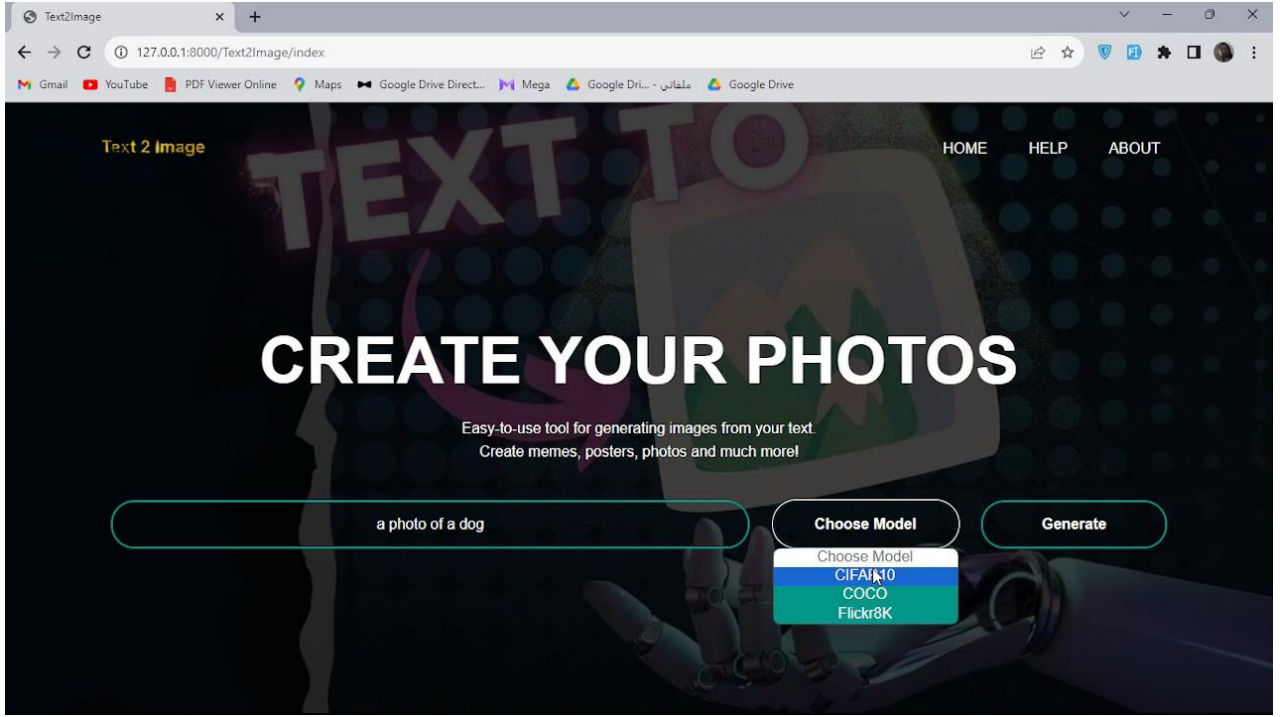 Text2Image
127.0.0.1:8000/Text2Image/index
Gmail YouTube PDF Viewer Online Maps Google Drive Direct... Mega Google Dri... - ملفاتي Google Drive
Text 2 Image HOME HELP ABOUT
TEXT TO
CREATE YOUR PHOTOS
Easy-to-use tool for generating images from your text.
Create memes, posters, photos and much more!
a photo of a dog Choose Model Generate
Choose Model
CIFAR10
COCO
Flickr8K